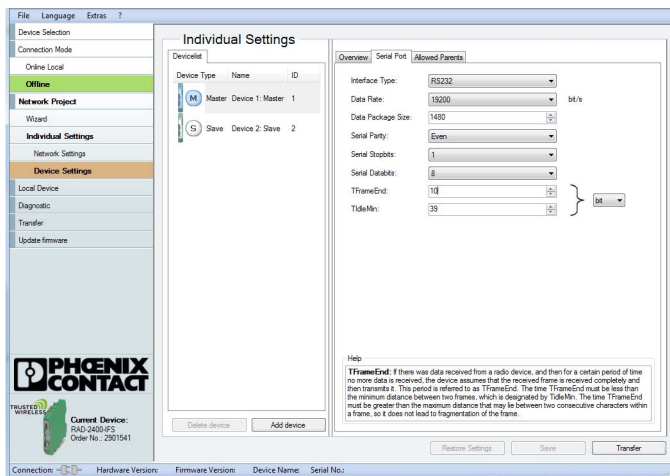 File Language Extras ?
Device Selection
Connection Mode
Online Local
Offline
Network Project
Wizard
Individual Settings
Network Settings
Device Settings
Local Device
Diagnostic
Transfer
Update firmware
PHŒNIX
CONTACT
TRUSTED
WIRELESS
Current Device:
RAD-2400-IFS
Order No.: 2901541
Individual Settings
Devicelist
Device Type Name ID
M Master Device 1: Master 1
S Slave Device 2: Slave 2
Delete device Add device
Overview Serial Port Allowed Parents
Interface Type: RS232
Data Rate: 19200 bit/s
Data Package Size: 1480
Serial Parity: Even
Serial Stopbits: 1
Serial Databits: 8
TFrameEnd: 10
bit
TIdleMin: 39
Help
TFrameEnd: If there was data received from a radio device, and then for a certain period of time
no more data is received, the device assumes that the received frame is received completely and
then transmits it. This period is referred to as TFrameEnd. The time TFrameEnd must be less than
the minimum distance between two frames, which is designated by TidleMin. The time TFrameEnd
must be greater than the maximum distance that may lie between two consecutive characters within
a frame, so it does not lead to fragmentation of the frame.
Restore Settings Save Transfer
Connection: Hardware Version: Firmware Version: Device Name: Serial No.: